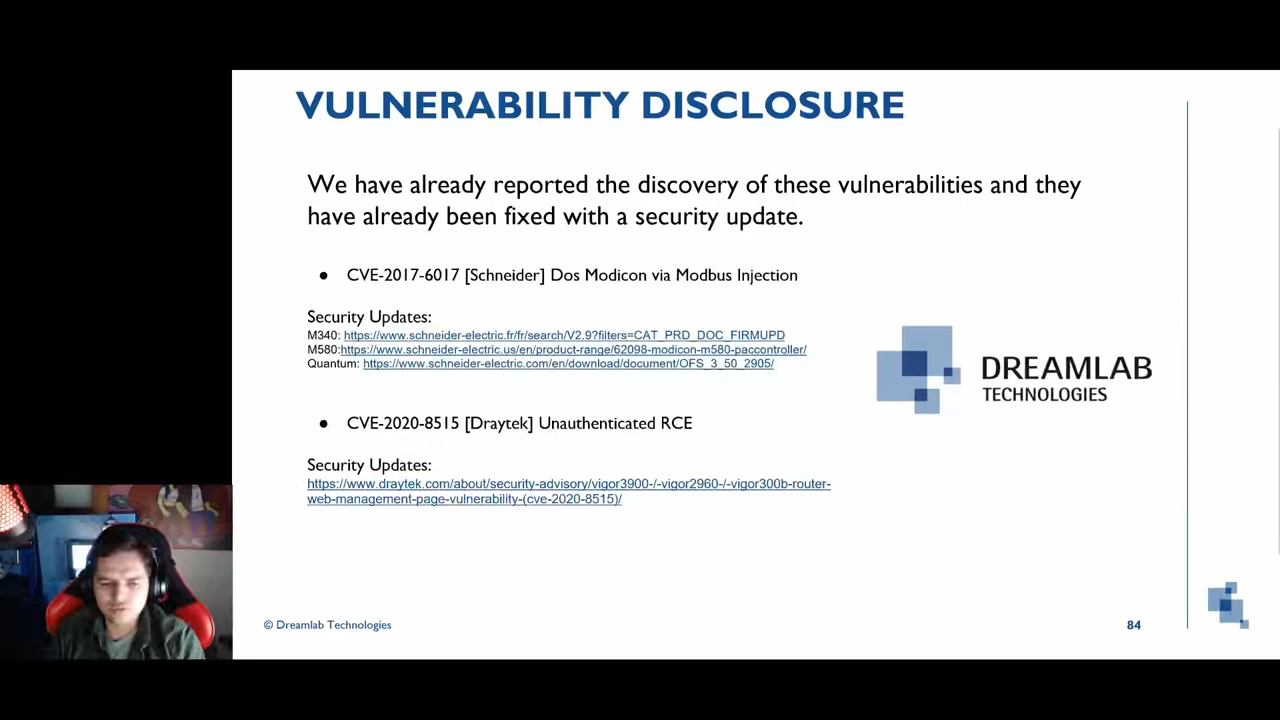 VULNERABILITY DISCLOSURE
We have already reported the discovery of these vulnerabilities and they
have already been fixed with a security update.
● CVE-2017-6017 [Schneider] Dos Modicon via Modbus Injection
Security Updates:
M340: https://www.schneider-electric.fr/fr/search/V2.9?filters=CAT_PRD_DOC_FIRMUPD
M580:https://www.schneider-electric.us/en/product-range/62098-modicon-m580-paccontroller/
Quantum: https://www.schneider-electric.com/en/download/document/OFS_3_50_2905/
DREAMLAB
TECHNOLOGIES
● CVE-2020-8515 [Draytek] Unauthenticated RCE
Security Updates:
https://www.draytek.com/about/security-advisory/vigor3900-/-vigor2960-/-vigor300b-router-
web-management-page-vulnerability-(cve-2020-8515)/
© Dreamlab Technologies
84